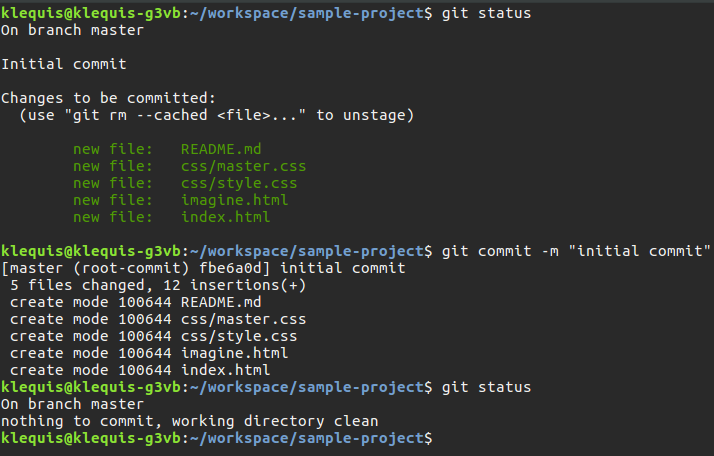 klequis@klequis-g3vb:~/workspace/sample-project$ git status
On branch master

Initial commit

Changes to be committed:
  (use "git rm --cached <file>..." to unstage)

        new file:   README.md
        new file:   css/master.css
        new file:   css/style.css
        new file:   imagine.html
        new file:   index.html

klequis@klequis-g3vb:~/workspace/sample-project$ git commit -m "initial commit"
[master (root-commit) fbe6a0d] initial commit
 5 files changed, 12 insertions(+)
 create mode 100644 README.md
 create mode 100644 css/master.css
 create mode 100644 css/style.css
 create mode 100644 imagine.html
 create mode 100644 index.html
klequis@klequis-g3vb:~/workspace/sample-project$ git status
On branch master
nothing to commit, working directory clean
klequis@klequis-g3vb:~/workspace/sample-project$